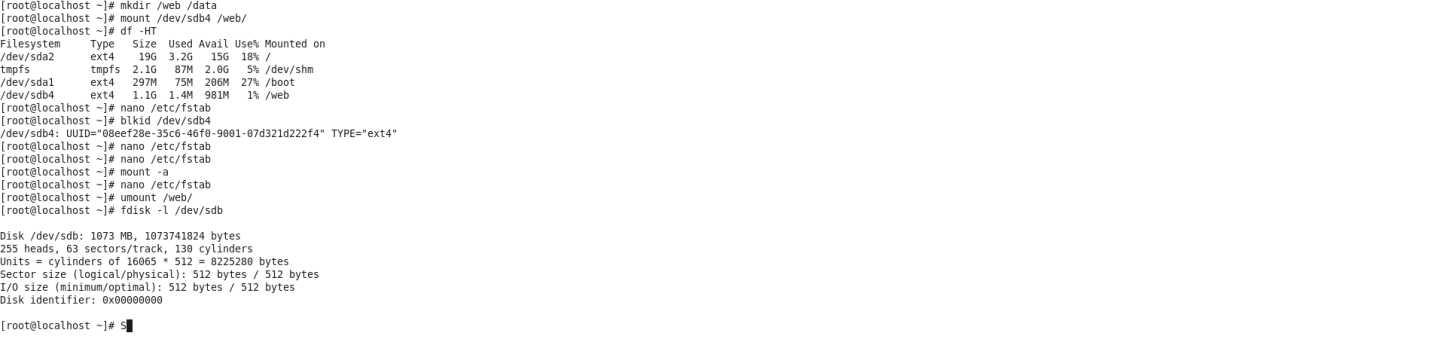 [root@localhost ~]# mkdir /web /data
[root@localhost ~]# mount /dev/sdb4 /web/
[root@localhost ~]# df -HT
Filesystem     Type   Size  Used Avail Use% Mounted on
/dev/sda2      ext4    19G  3.2G   15G  18% /
tmpfs          tmpfs  2.1G   87M  2.0G   5% /dev/shm
/dev/sda1      ext4   297M   75M  206M  27% /boot
/dev/sdb4      ext4   1.1G  1.4M  981M   1% /web
[root@localhost ~]# nano /etc/fstab
[root@localhost ~]# blkid /dev/sdb4
/dev/sdb4: UUID="08eef28e-35c6-46f0-9001-07d321d222f4" TYPE="ext4"
[root@localhost ~]# nano /etc/fstab
[root@localhost ~]# nano /etc/fstab
[root@localhost ~]# mount -a
[root@localhost ~]# nano /etc/fstab
[root@localhost ~]# umount /web/
[root@localhost ~]# fdisk -l /dev/sdb

Disk /dev/sdb: 1073 MB, 1073741824 bytes
255 heads, 63 sectors/track, 130 cylinders
Units = cylinders of 16065 * 512 = 8225280 bytes
Sector size (logical/physical): 512 bytes / 512 bytes
I/O size (minimum/optimal): 512 bytes / 512 bytes
Disk identifier: 0x00000000

[root@localhost ~]# S